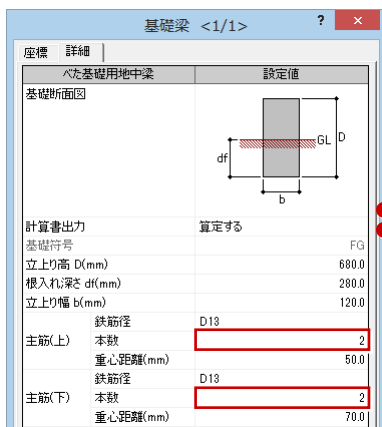 基礎梁 <1/1>
? ×
座標 詳細
べた基礎用地中梁 設定値
基礎断面図
GL D
df
b
計算書出力 算定する
基礎符号 FG
立上り高 D(mm) 680.0
根入れ深さ df(mm) 280.0
立上り幅 b(mm) 120.0
鉄筋径 D13
主筋(上) 本数 2
重心距離(mm) 50.0
鉄筋径 D13
主筋(下) 本数 2
重心距離(mm) 70.0